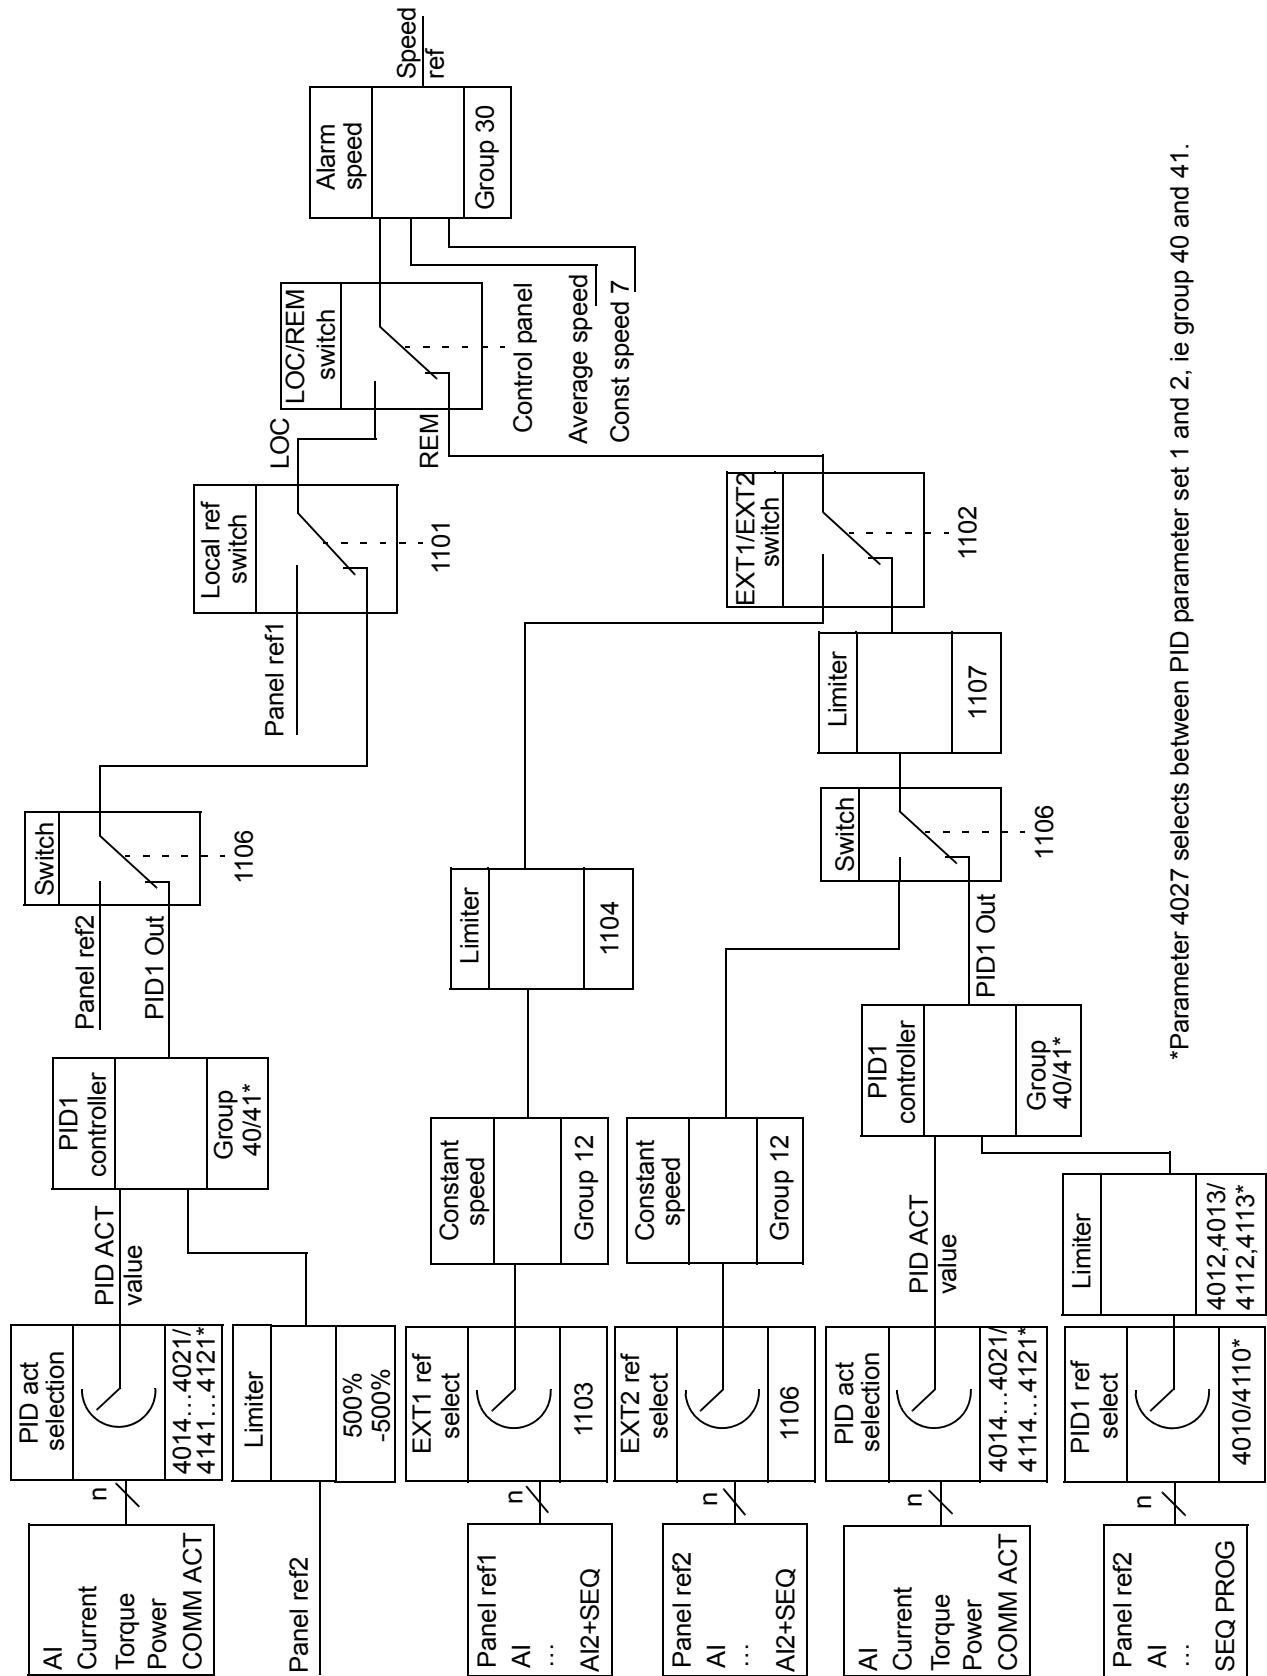 AI
Current
Torque
Power
COMM ACT
n
PID act
selection
4014…4021/
4141…4121*
PID ACT
value
PID1
controller
Group
40/41*
Panel ref2
PID1 Out
Switch
1106
Panel ref2
Limiter
500%
-500%
Panel ref1
Local ref
switch
1101
LOC
REM
LOC/REM
switch
Control panel
Average speed
Const speed 7
Alarm
speed
Group 30
Speed
ref
Panel ref1
AI
…
AI2+SEQ
n
EXT1 ref
select
1103
Constant
speed
Group 12
Limiter
1104
EXT1/EXT2
switch
1102
Panel ref2
AI
…
AI2+SEQ
n
EXT2 ref
select
1106
Constant
speed
Group 12
Switch
1106
Limiter
1107
AI
Current
Torque
Power
COMM ACT
n
PID act
selection
4014…4021/
4114…4121*
PID ACT
value
PID1
controller
Group
40/41*
PID1 Out
Panel ref2
AI
…
SEQ PROG
n
PID1 ref
select
4010/4110*
Limiter
4012,4013/
4112,4113*
*Parameter 4027 selects between PID parameter set 1 and 2, ie group 40 and 41.